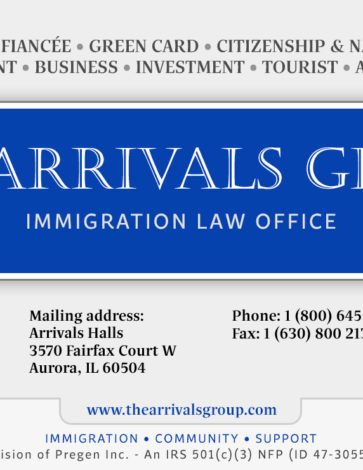 FIANCÉE • GREEN CARD • CITIZENSHIP & N
NT • BUSINESS • INVESTMENT • TOURIST • A
ARRIVALS G
IMMIGRATION LAW OFFICE
Mailing address:
Arrivals Halls
3570 Fairfax Court W
Aurora, IL 60504
Phone: 1 (800) 645
Fax: 1 (630) 800 21
www.thearrivalsgroup.com
IMMIGRATION • COMMUNITY • SUPPORT
ision of Pregen Inc. - An IRS 501(c)(3) NFP (ID 47-3055